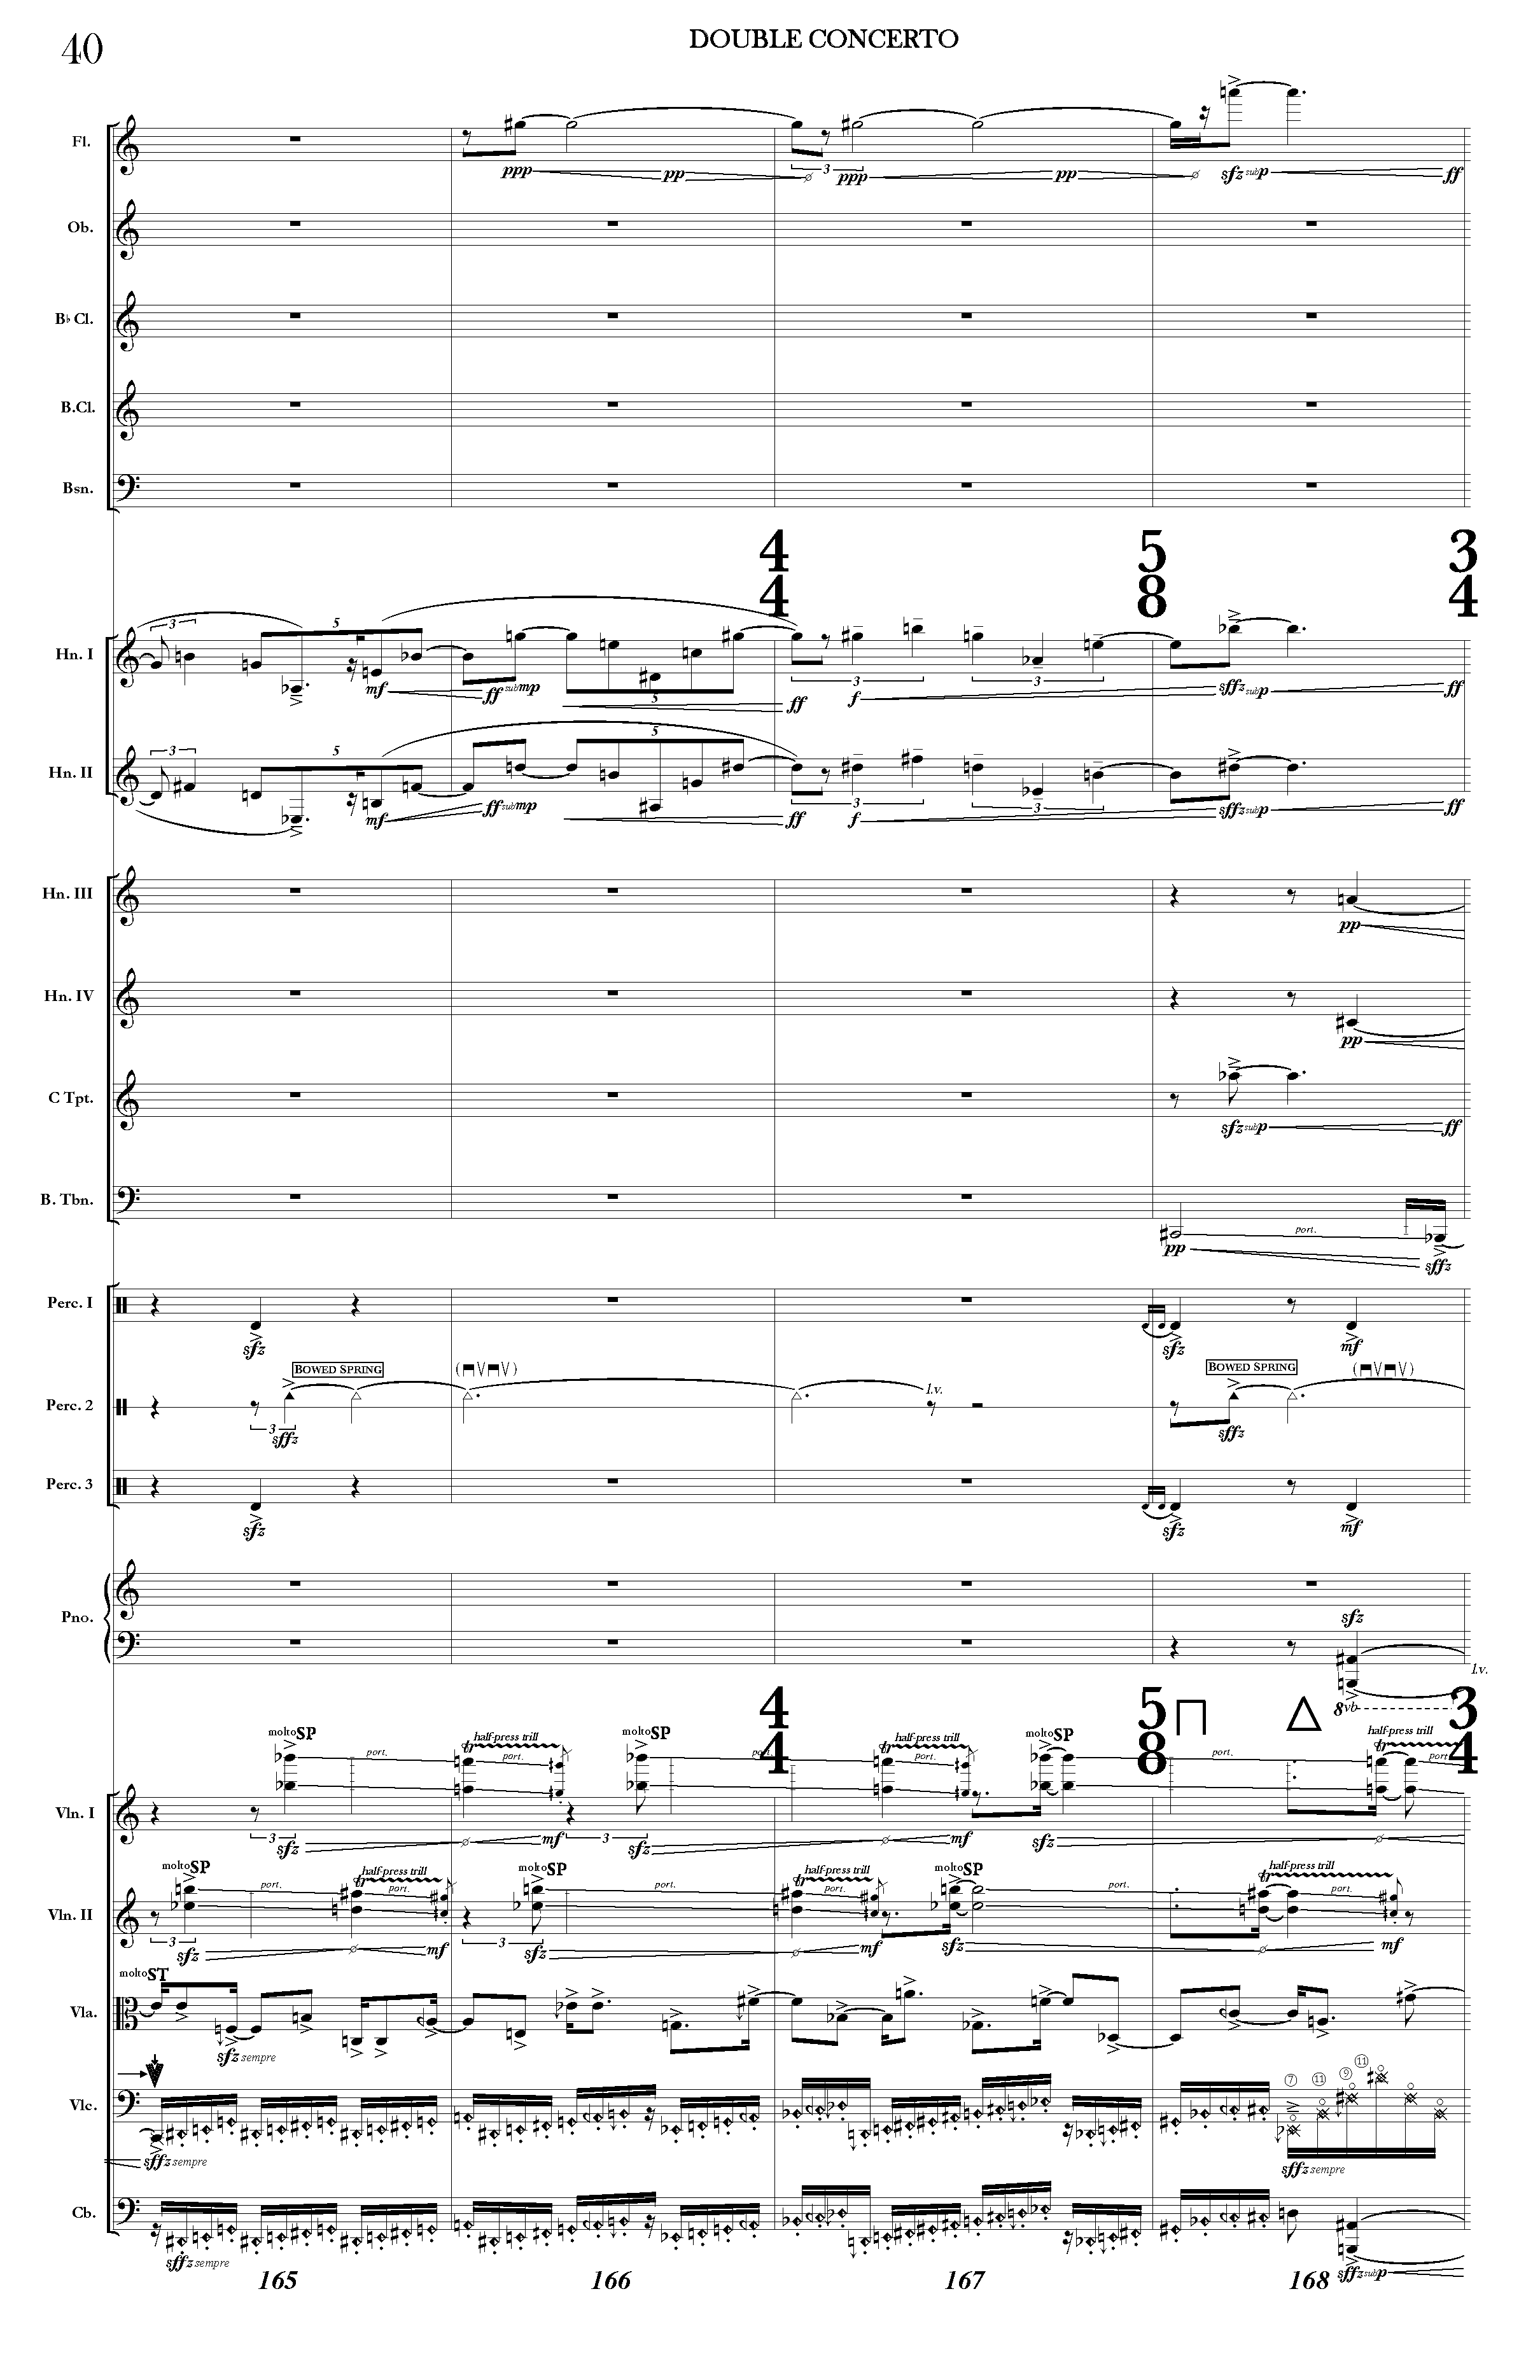 40
DOUBLE CONCERTO
Fl.
ppp pp ppp pp sfz sub p ff
3
Ob.
B♭ Cl.
B.Cl.
Bsn.
4 5 3
4 8 4
3 5
Hn. I
mf ff sub mp ff f sffz sub p ff
5 3 3
3 5 5
Hn. II
mf ff sub mp ff f sffz sub p ff
3 3
Hn. III
pp
Hn. IV
pp
C Tpt.
sfz sub p ff
B. Tbn.
port.
pp sffz
Perc. I
sfz sfz mf
BOWED SPRING BOWED SPRING
l.v.
Perc. 2
3
sffz sffz
Perc. 3
sfz sfz mf
Pno.
sfz
l.v.
8vb
4 5 3
4 8 4
molto SP half-press trill molto SP half-press trill molto SP half-press trill
port. port. port. port. port. port.
Vln. I
3 3
sfz mf sfz mf sfz
molto SP half-press trill molto SP half-press trill molto SP half-press trill
port. port. port. port. port.
Vln. II
3 3
sfz mf sfz mf sfz mf
molto ST
Vla.
sfz sempre
7 11 9 11
Vlc.
sffz sempre sffz sempre
Cb.
sffz sempre sffz sub p
165 166 167 168